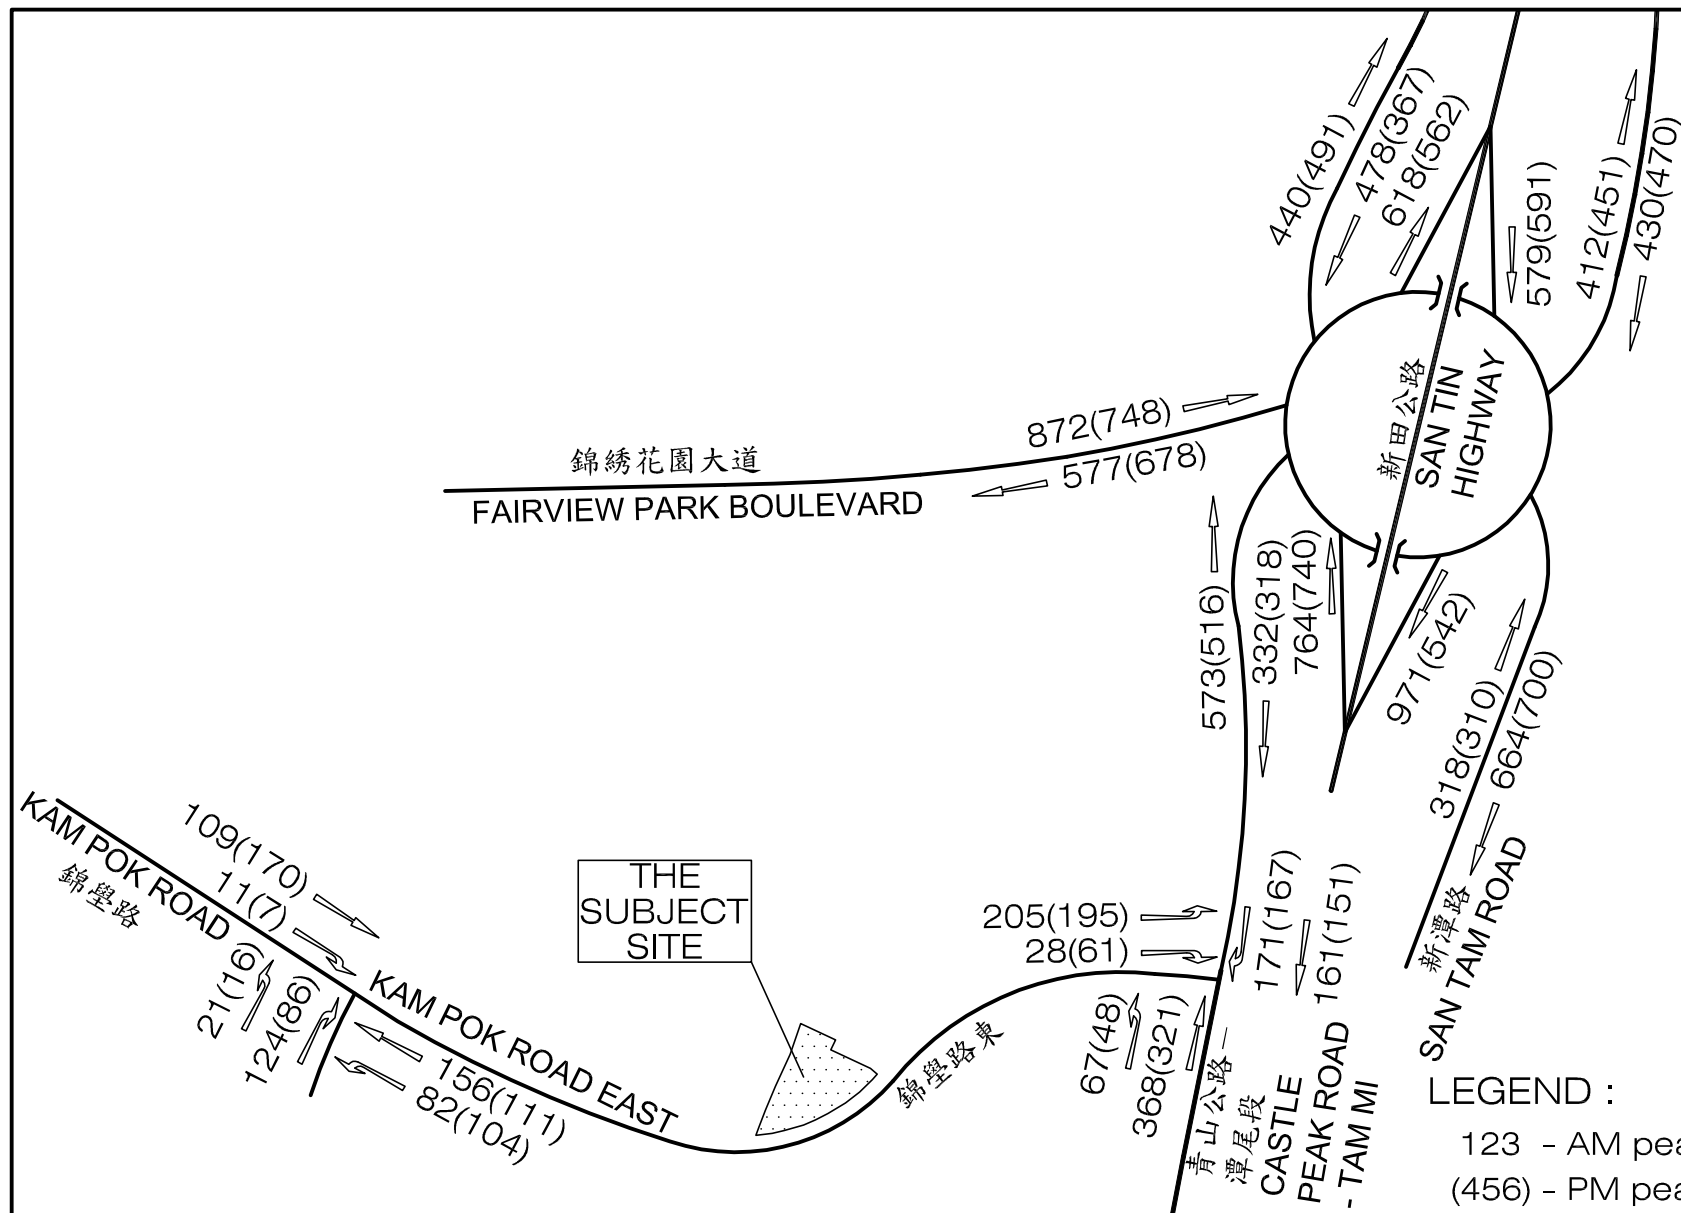 440(491)
478(367)
618(562)
579(591)
412(451)
430(470)
新田公路
SAN TIN
HIGHWAY
872(748)
577(678)
錦綉花園大道
FAIRVIEW PARK BOULEVARD
573(516)
332(318)
764(740)
971(542)
318(310)
664(700)
新潭路
SAN TAM ROAD
109(170)
11(7)
KAM POK ROAD
錦壆路
21(16)
124(86)
KAM POK ROAD EAST
156(111)
82(104)
THE
SUBJECT
SITE
錦壆路東
205(195)
28(61)
171(167)
161(151)
67(48)
368(321)
青山公路－
潭尾段
CASTLE
PEAK ROAD
- TAM MI
LEGEND :
123 - AM pea
(456) - PM pea